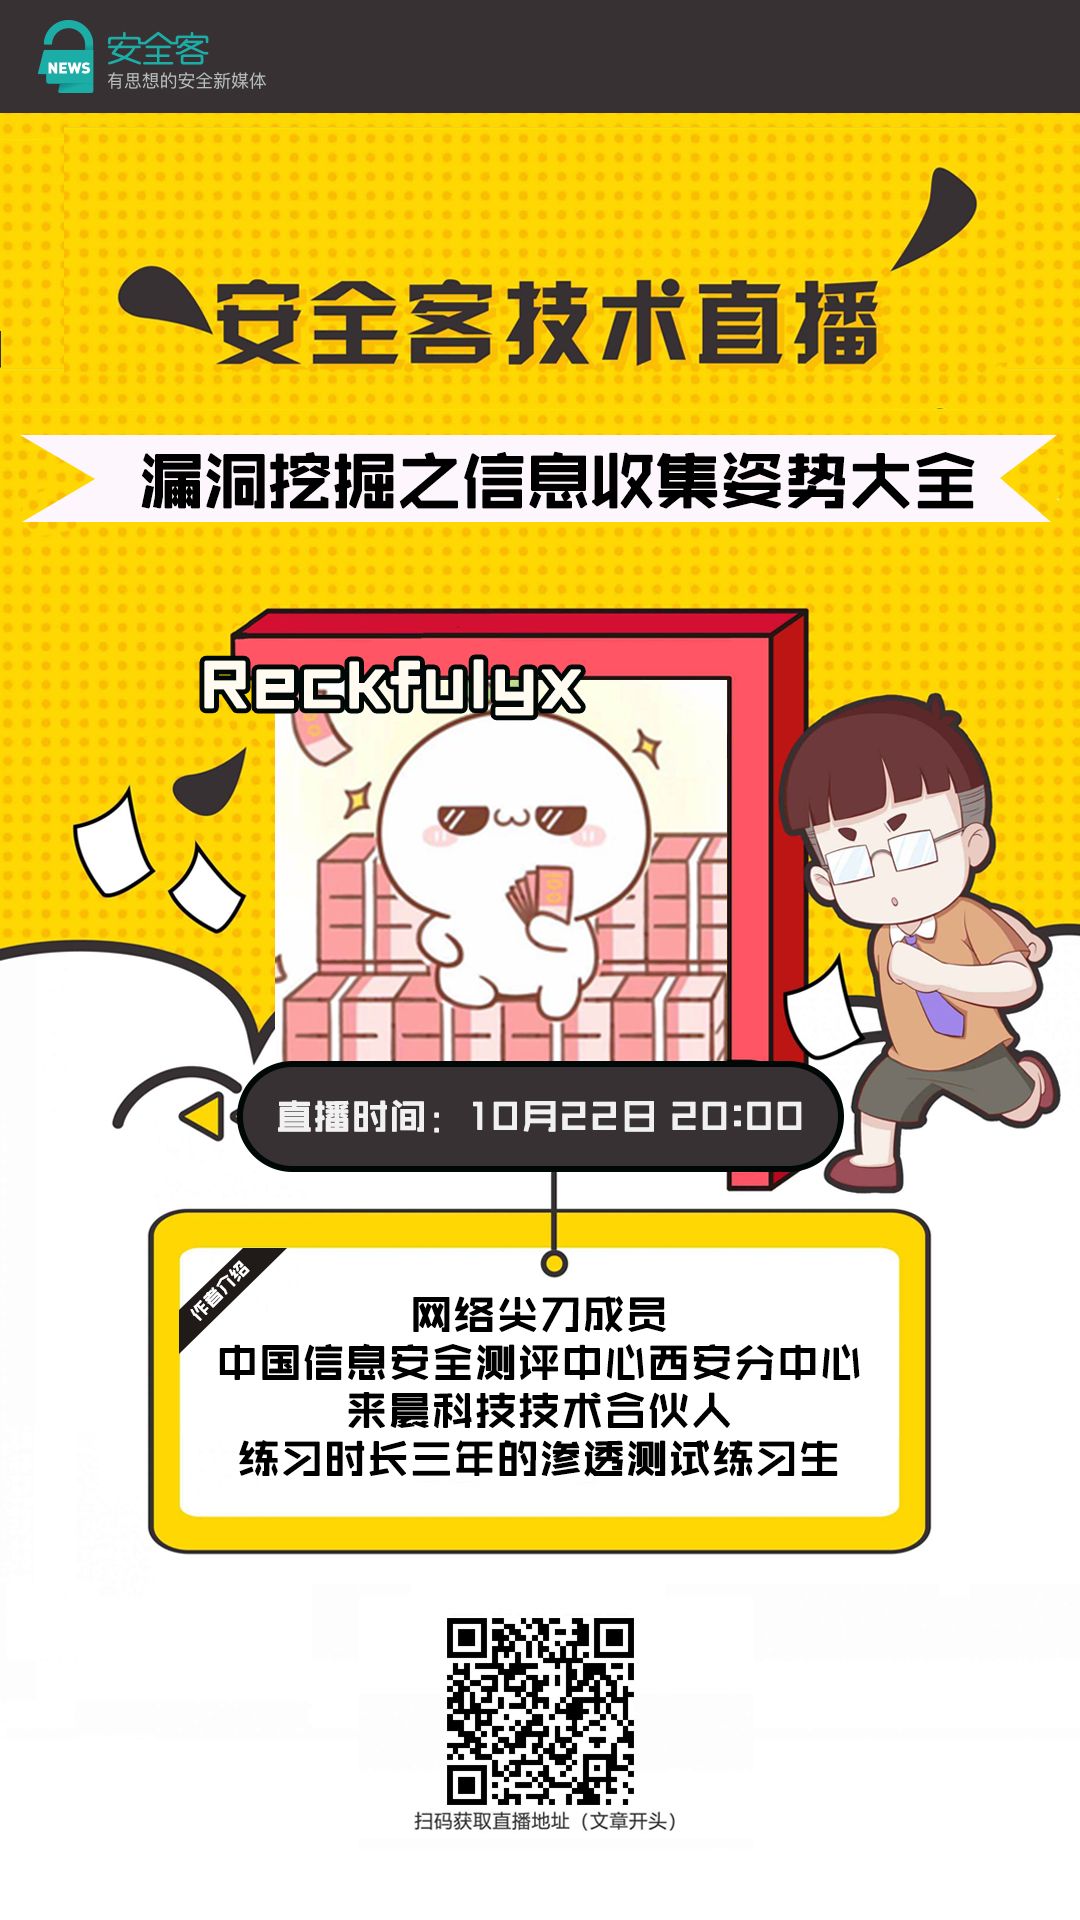 NEWS
安全客
有思想的安全新媒体
安全客技术直播
漏洞挖掘之信息收集姿势大全
Reckfulyx
100
直播时间：10月22日 20:00
作者介绍
网络尖刀成员
中国信息安全测评中心西安分中心
来晨科技技术合伙人
练习时长三年的渗透测试练习生
扫码获取直播地址（文章开头）